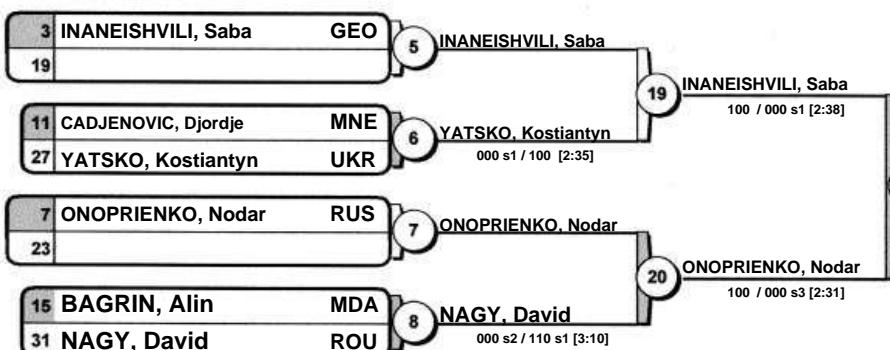 3 INANEISHVILI, Saba GEO
19
5
INANEISHVILI, Saba
11 CADJENOVIC, Djordje MNE
27 YATSKO, Kostiantyn UKR
6
YATSKO, Kostiantyn
000 s1 / 100 [2:35]
19
INANEISHVILI, Saba
100 / 000 s1 [2:38]
7 ONOPRIENKO, Nodar RUS
23
7
ONOPRIENKO, Nodar
15 BAGRIN, Alin MDA
31 NAGY, David ROU
8
NAGY, David
000 s2 / 110 s1 [3:10]
20
ONOPRIENKO, Nodar
100 / 000 s3 [2:31]